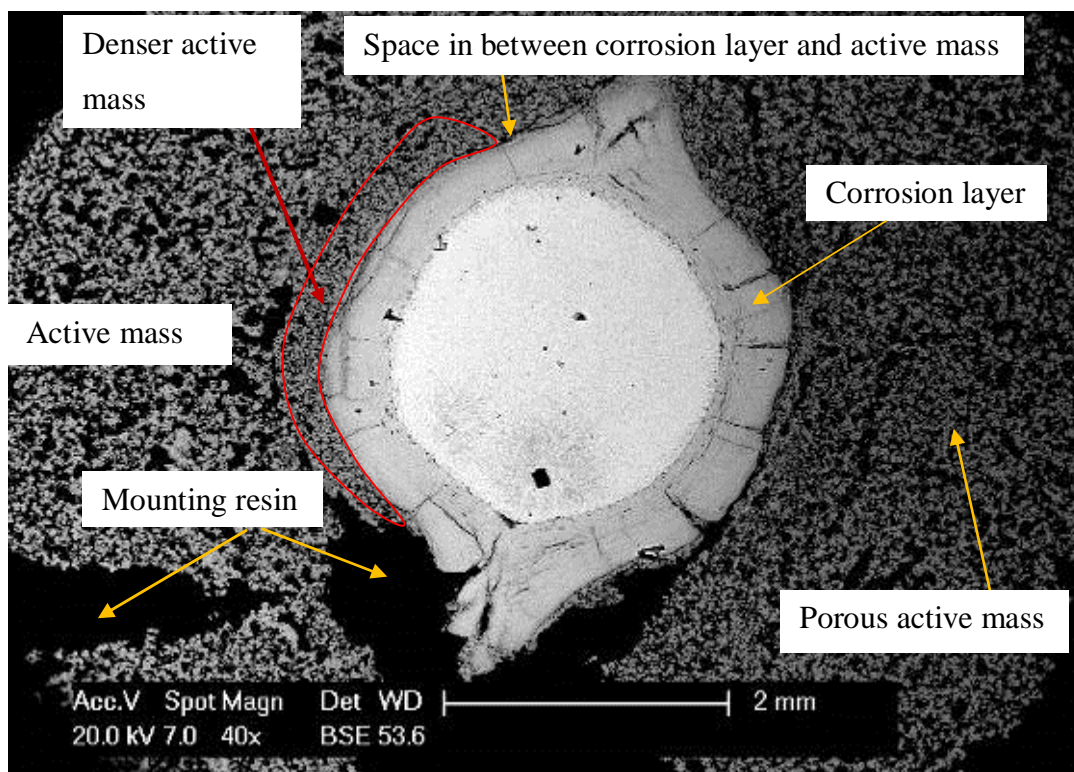 Denser active
mass
Space in between corrosion layer and active mass
Corrosion layer
Active mass
Mounting resin
Porous active mass
Acc.V Spot Magn Det WD
20.0 kV 7.0 40x BSE 53.6
2 mm